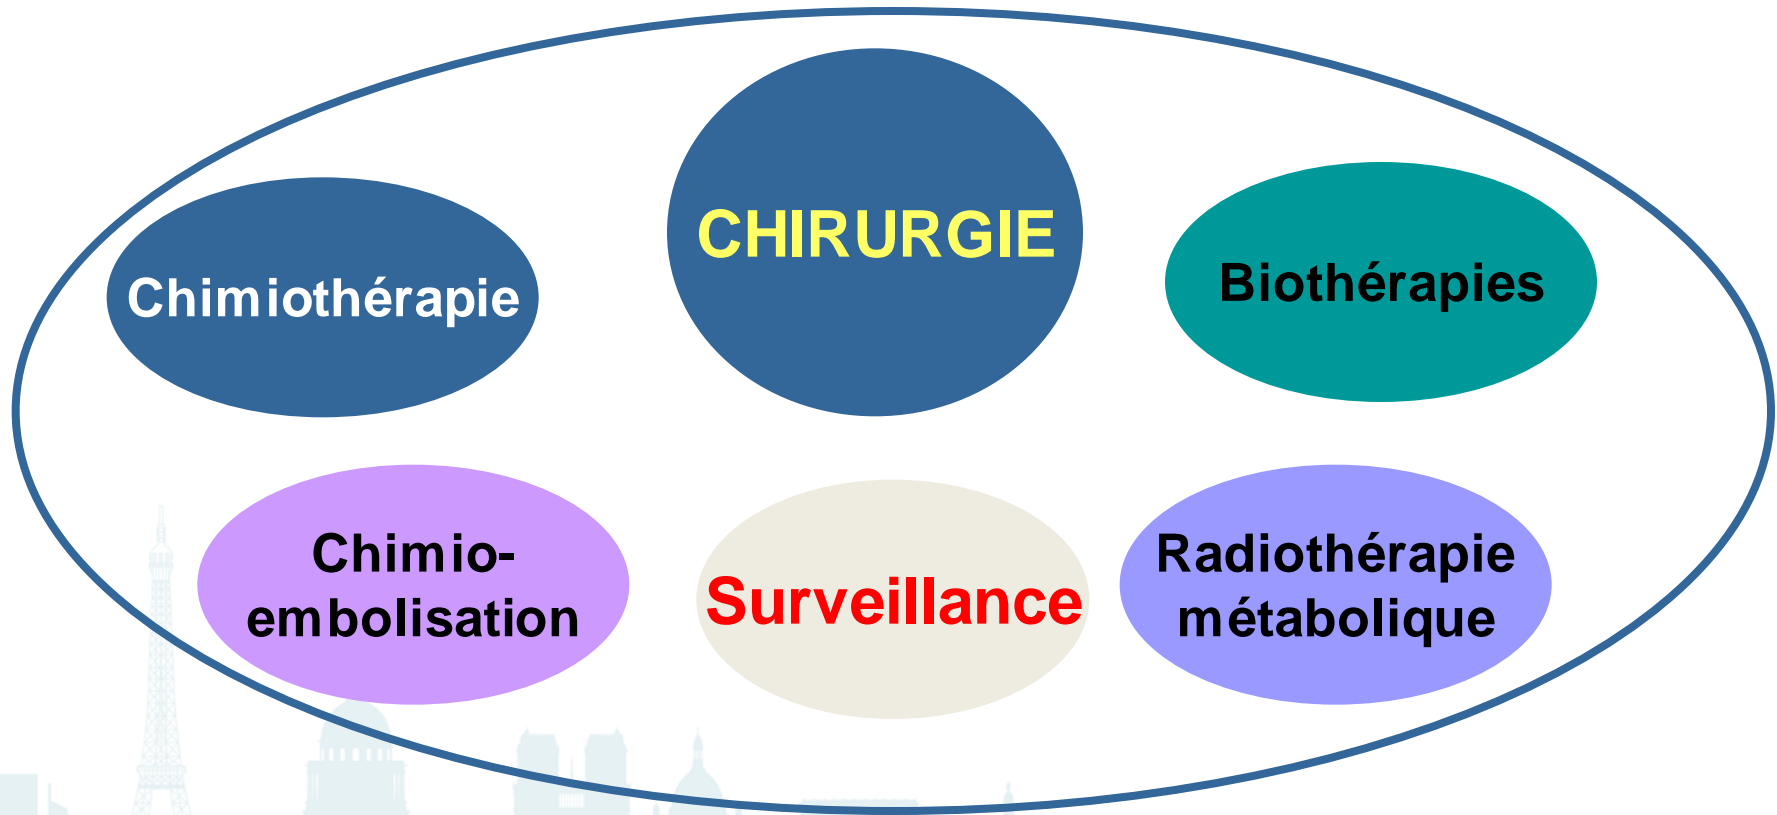 CHIRURGIE
Chimiothérapie
Biothérapies
Chimio-
embolisation
Surveillance
Radiothérapie
métabolique